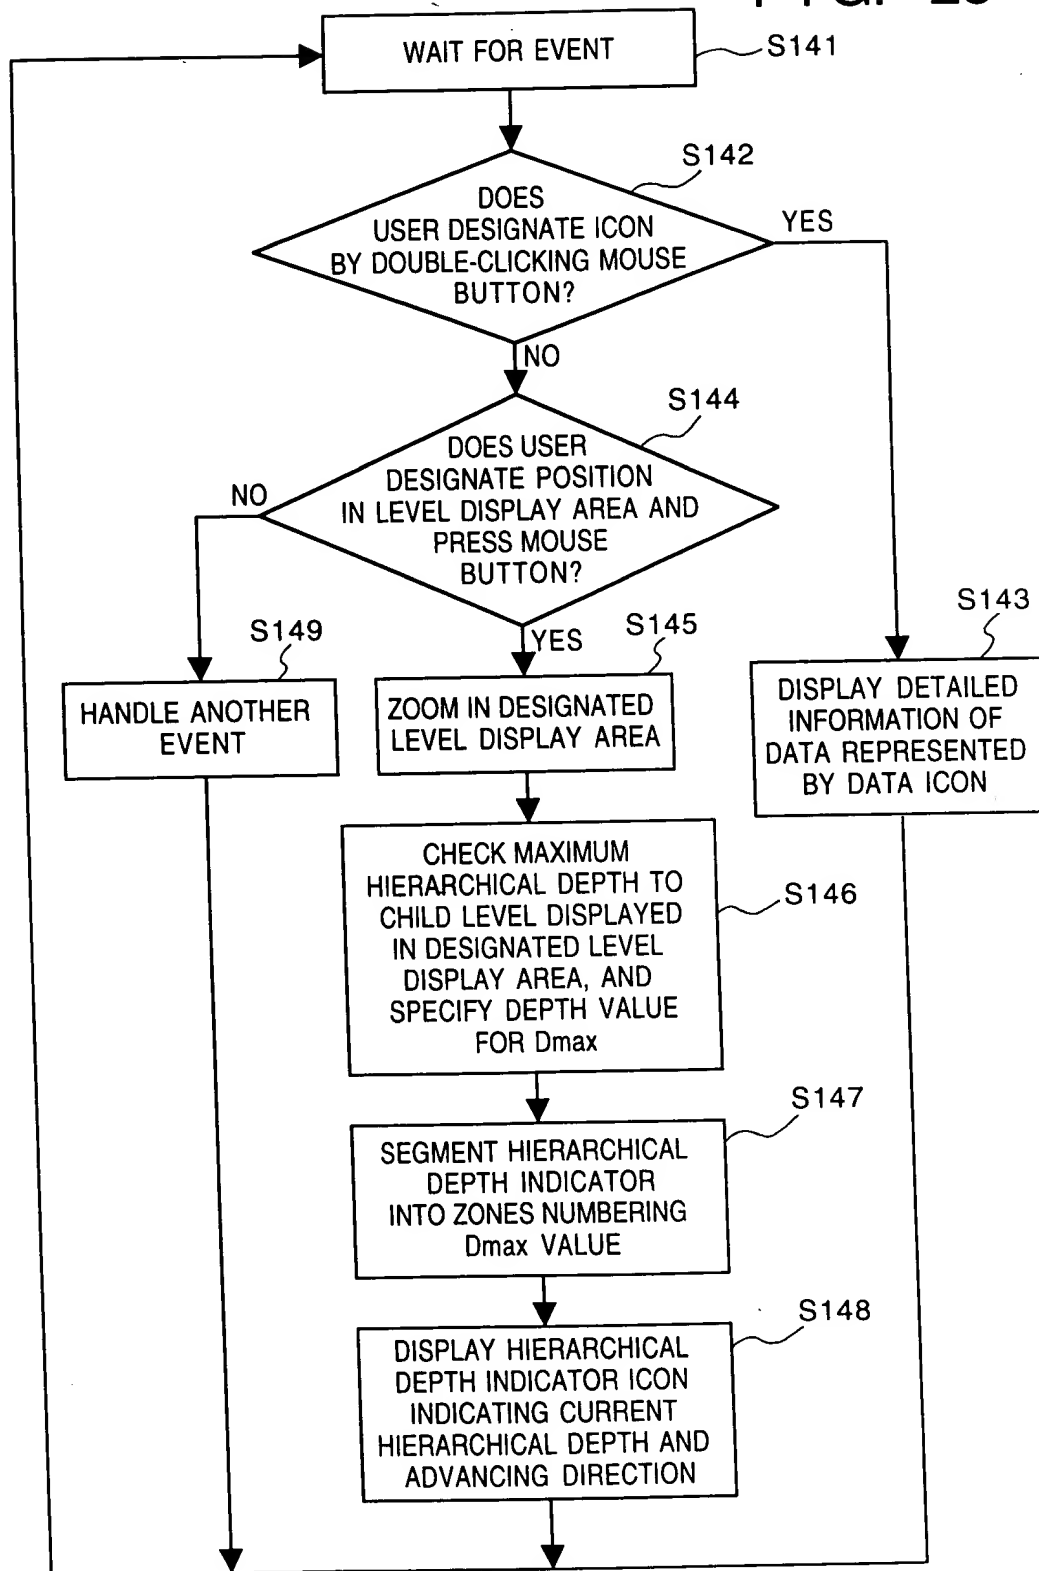 WAIT FOR EVENT
S141
S142
DOES
USER DESIGNATE ICON
BY DOUBLE-CLICKING MOUSE
BUTTON?
YES
NO
S144
DOES USER
DESIGNATE POSITION
IN LEVEL DISPLAY AREA AND
PRESS MOUSE
BUTTON?
NO
YES
S149
HANDLE ANOTHER
EVENT
S145
ZOOM IN DESIGNATED
LEVEL DISPLAY AREA
S143
DISPLAY DETAILED
INFORMATION OF
DATA REPRESENTED
BY DATA ICON
CHECK MAXIMUM
HIERARCHICAL DEPTH TO
CHILD LEVEL DISPLAYED
IN DESIGNATED LEVEL
DISPLAY AREA, AND
SPECIFY DEPTH VALUE
FOR Dmax
S146
S147
SEGMENT HIERARCHICAL
DEPTH INDICATOR
INTO ZONES NUMBERING
Dmax VALUE
S148
DISPLAY HIERARCHICAL
DEPTH INDICATOR ICON
INDICATING CURRENT
HIERARCHICAL DEPTH AND
ADVANCING DIRECTION